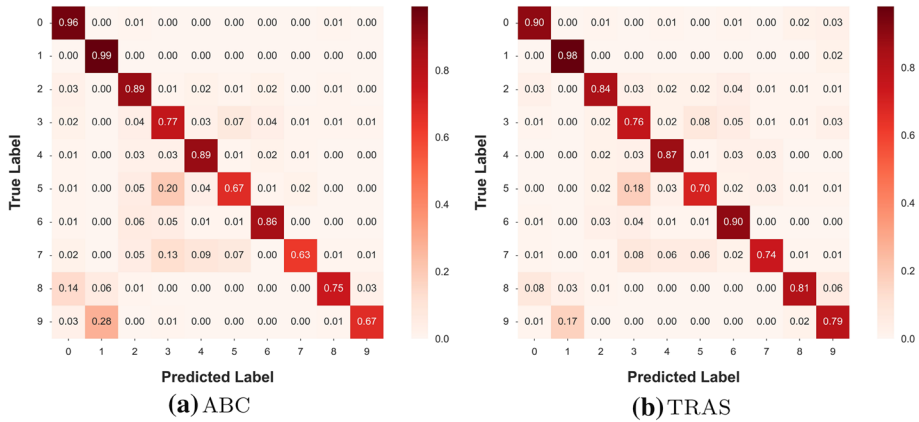 True Label
0 0.96 0.00 0.01 0.00 0.00 0.00 0.00 0.00 0.01 0.00
1 0.00 0.99 0.00 0.00 0.00 0.00 0.00 0.00 0.00 0.00
2 0.03 0.00 0.89 0.01 0.02 0.01 0.02 0.00 0.00 0.00
3 0.02 0.00 0.04 0.77 0.03 0.07 0.04 0.01 0.01 0.01
4 0.01 0.00 0.03 0.03 0.89 0.01 0.02 0.01 0.00 0.00
5 0.01 0.00 0.05 0.20 0.04 0.67 0.01 0.02 0.00 0.00
6 0.01 0.00 0.06 0.05 0.01 0.01 0.86 0.00 0.00 0.00
7 0.01 0.00 0.05 0.13 0.09 0.07 0.00 0.63 0.01 0.01
8 0.14 0.06 0.01 0.00 0.00 0.00 0.00 0.00 0.75 0.03
9 0.03 0.28 0.00 0.01 0.00 0.00 0.00 0.00 0.01 0.67
0 1 2 3 4 5 6 7 8 9
Predicted Label
0.8
0.6
0.4
0.2
0.0
(a) ABC
True Label
0 0.90 0.00 0.01 0.01 0.00 0.00 0.01 0.00 0.02 0.03
1 0.00 0.98 0.00 0.00 0.00 0.00 0.00 0.00 0.00 0.02
2 0.03 0.00 0.84 0.03 0.02 0.02 0.04 0.01 0.01 0.01
3 0.01 0.00 0.02 0.76 0.02 0.08 0.05 0.01 0.01 0.03
4 0.01 0.00 0.02 0.03 0.87 0.01 0.03 0.03 0.00 0.01
5 0.01 0.00 0.02 0.18 0.03 0.70 0.02 0.03 0.01 0.01
6 0.01 0.00 0.03 0.04 0.01 0.01 0.90 0.00 0.00 0.00
7 0.01 0.00 0.03 0.08 0.06 0.06 0.02 0.74 0.01 0.01
8 0.08 0.03 0.01 0.01 0.00 0.00 0.01 0.00 0.81 0.06
9 0.01 0.17 0.00 0.00 0.00 0.00 0.00 0.00 0.02 0.79
0 1 2 3 4 5 6 7 8 9
Predicted Label
0.8
0.6
0.4
0.2
0.0
(b) TRAS